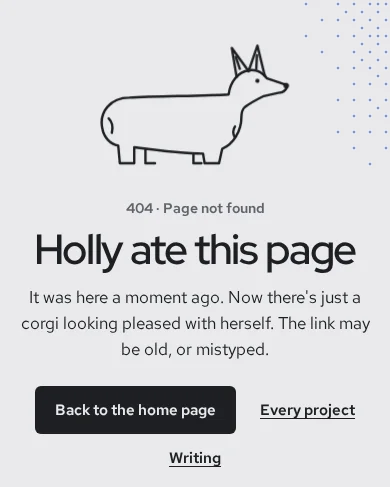 404 · Page not found
Holly ate this page
It was here a moment ago. Now there's just a
corgi looking pleased with herself. The link may
be old, or mistyped.
Back to the home page
Every project
Writing